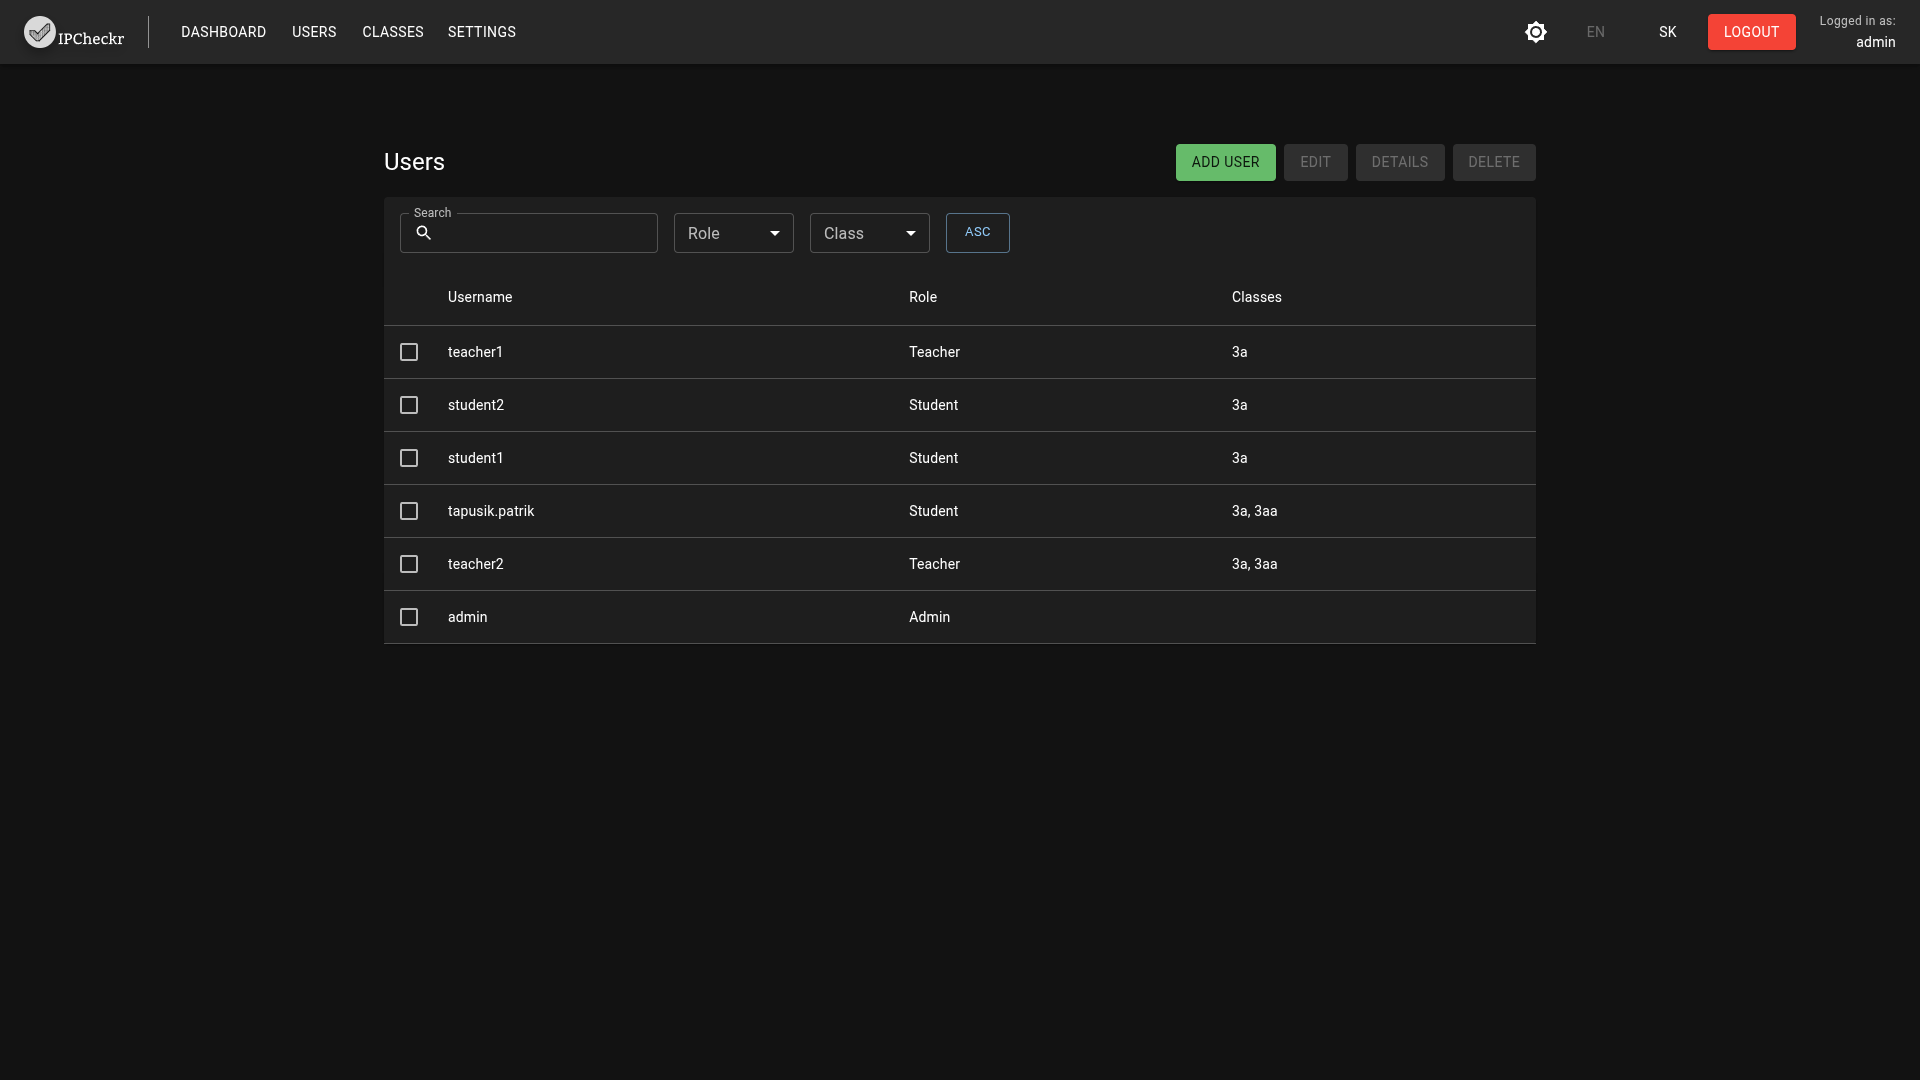 IPCheckr DASHBOARD USERS CLASSES SETTINGS EN SK LOGOUT Logged in as:
admin
Users ADD USER EDIT DETAILS DELETE
Search
Role Class ASC
Username Role Classes
teacher1 Teacher 3a
student2 Student 3a
student1 Student 3a
tapusik.patrik Student 3a, 3aa
teacher2 Teacher 3a, 3aa
admin Admin